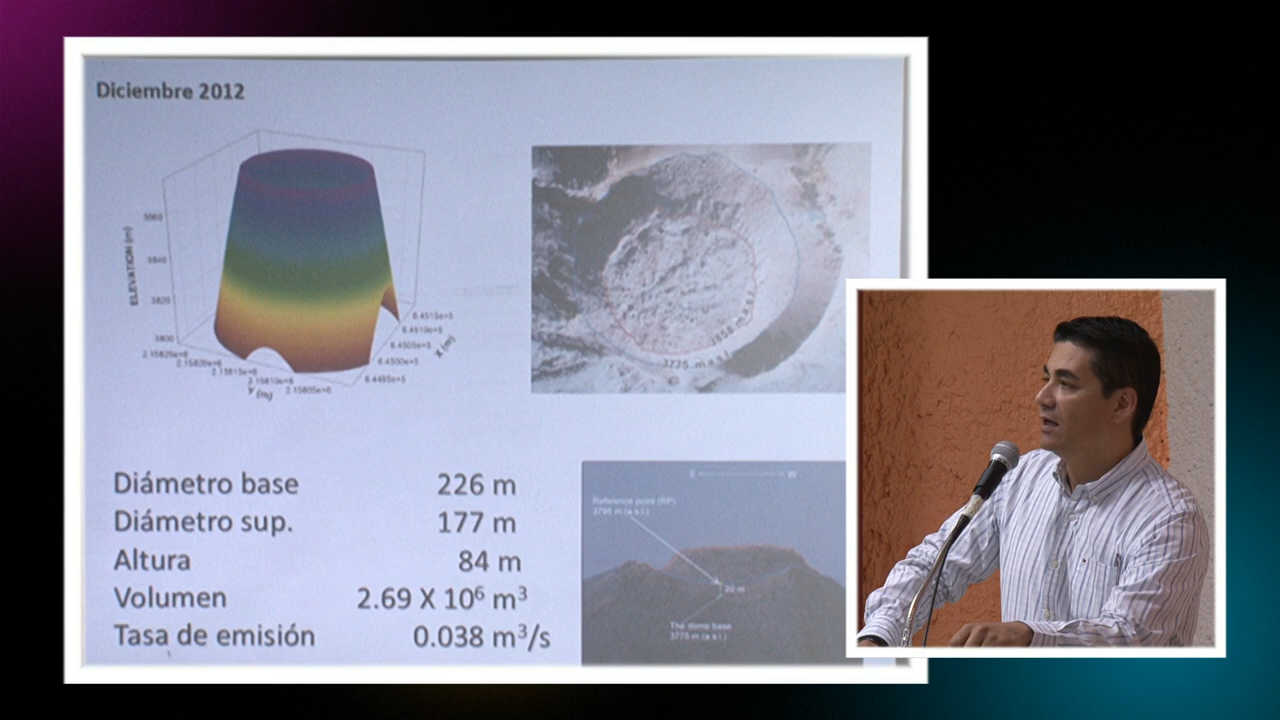 Diciembre 2012
ELEVATION (m)
3860
3840
3820
3800
2.15825e+6
2.15820e+6
2.15815e+6
2.15810e+6
2.15805e+6
Y (m)
6.4515e+5
6.4510e+5
6.4505e+5
6.4500e+5
6.4495e+5
X (m)
3858 m.a.s.l.
3775 m.a.s.l.
Diámetro base 226 m
Diámetro sup. 177 m
Altura 84 m
Volumen 2.69 X 10⁶ m³
Tasa de emisión 0.038 m³/s
E W
Reference point (RP)
3795 m (a.s.l.)
20 m
The dome base
3775 m (a.s.l.)